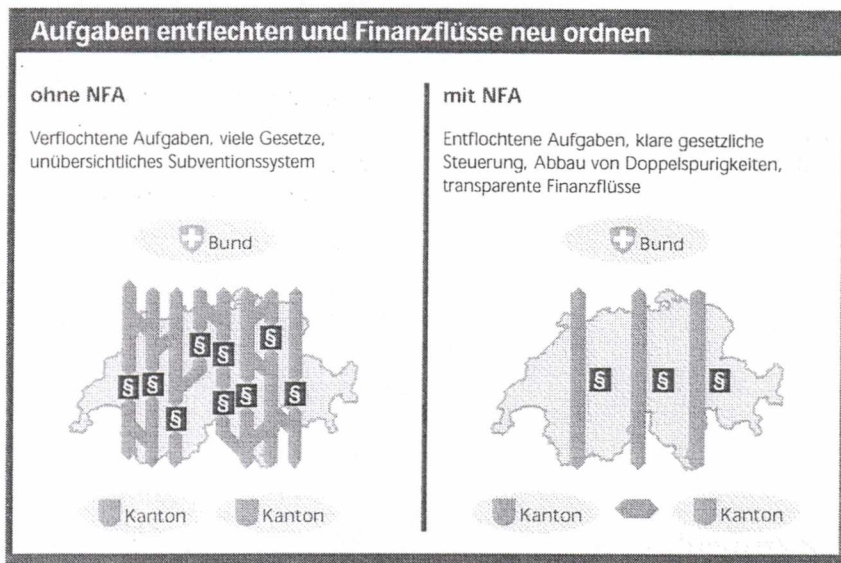 Aufgaben entflechten und Finanzflüsse neu ordnen
ohne NFA
Verflochtene Aufgaben, viele Gesetze,
unübersichtliches Subventionssystem
Bund
§
§
§
§
§
§
§
§
§
Kanton
Kanton
mit NFA
Entflochtene Aufgaben, klare gesetzliche
Steuerung, Abbau von Doppelspurigkeiten,
transparente Finanzflüsse
Bund
§
§
§
Kanton
Kanton